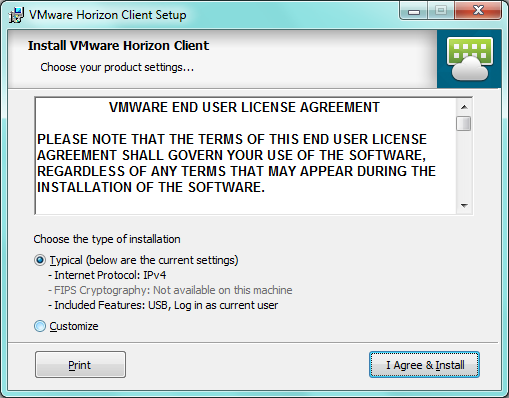 VMware Horizon Client Setup
Install VMware Horizon Client
Choose your product settings...
VMWARE END USER LICENSE AGREEMENT
PLEASE NOTE THAT THE TERMS OF THIS END USER LICENSE
AGREEMENT SHALL GOVERN YOUR USE OF THE SOFTWARE,
REGARDLESS OF ANY TERMS THAT MAY APPEAR DURING THE
INSTALLATION OF THE SOFTWARE.
Choose the type of installation
Typical (below are the current settings)
- Internet Protocol: IPv4
- FIPS Cryptography: Not available on this machine
- Included Features: USB, Log in as current user
Customize
Print
I Agree & Install